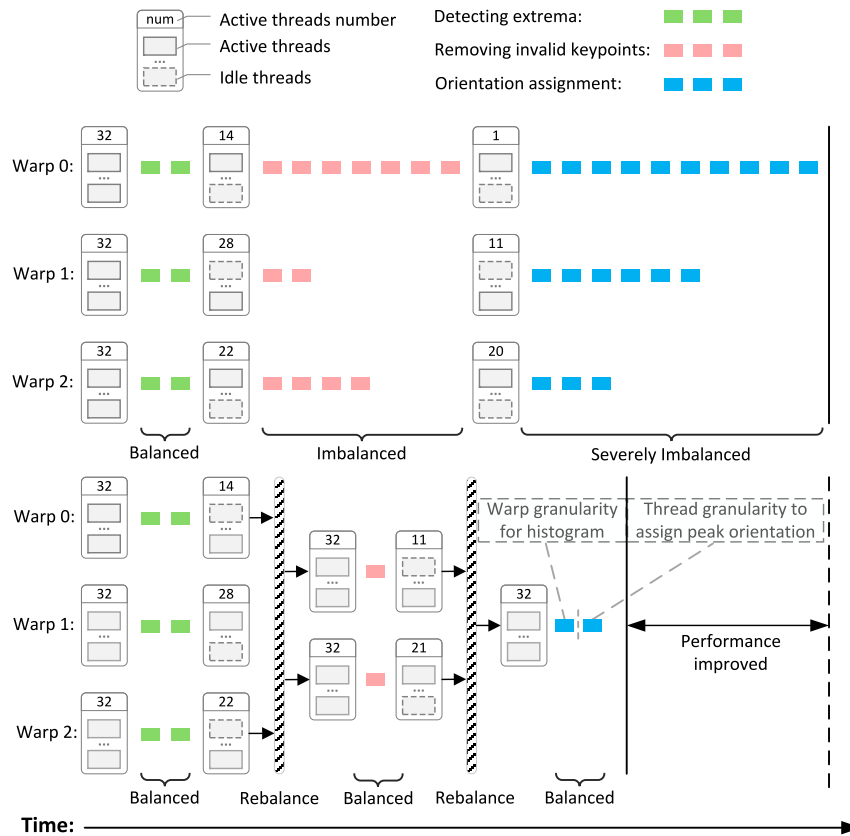 num
Active threads number
Active threads
...
Idle threads
Detecting extrema:
Removing invalid keypoints:
Orientation assignment:
Warp 0:
32
...
14
...
1
...
Warp 1:
32
...
28
...
11
...
Warp 2:
32
...
22
...
20
...
Balanced
Imbalanced
Severely Imbalanced
Warp 0:
32
...
14
...
Warp 1:
32
...
28
...
Warp 2:
32
...
22
...
32
...
11
...
32
...
21
...
Warp granularity
for histogram
Thread granularity to
assign peak orientation
32
...
Performance
improved
Balanced
Rebalance
Balanced
Rebalance
Balanced
Time: